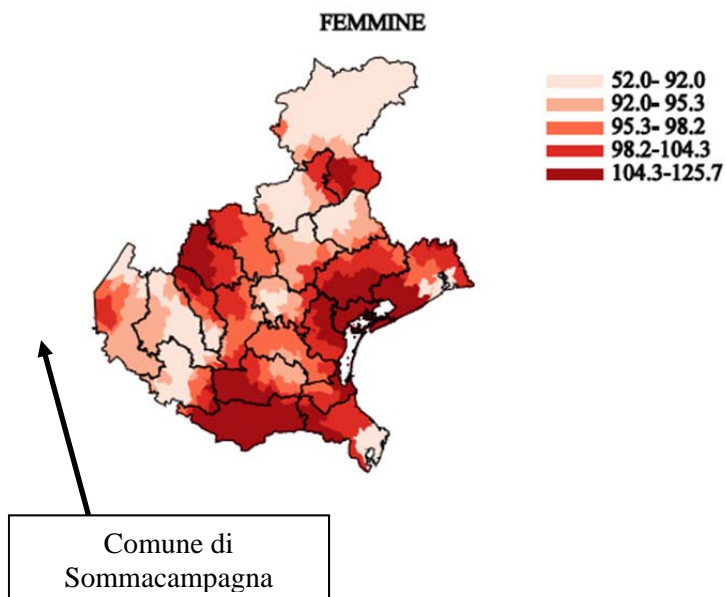 FEMMINE
52.0- 92.0
92.0- 95.3
95.3- 98.2
98.2-104.3
104.3-125.7
Comune di
Sommacampagna